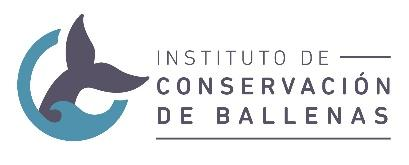 INSTITUTO DE
CONSERVACIÓN
DE BALLENAS